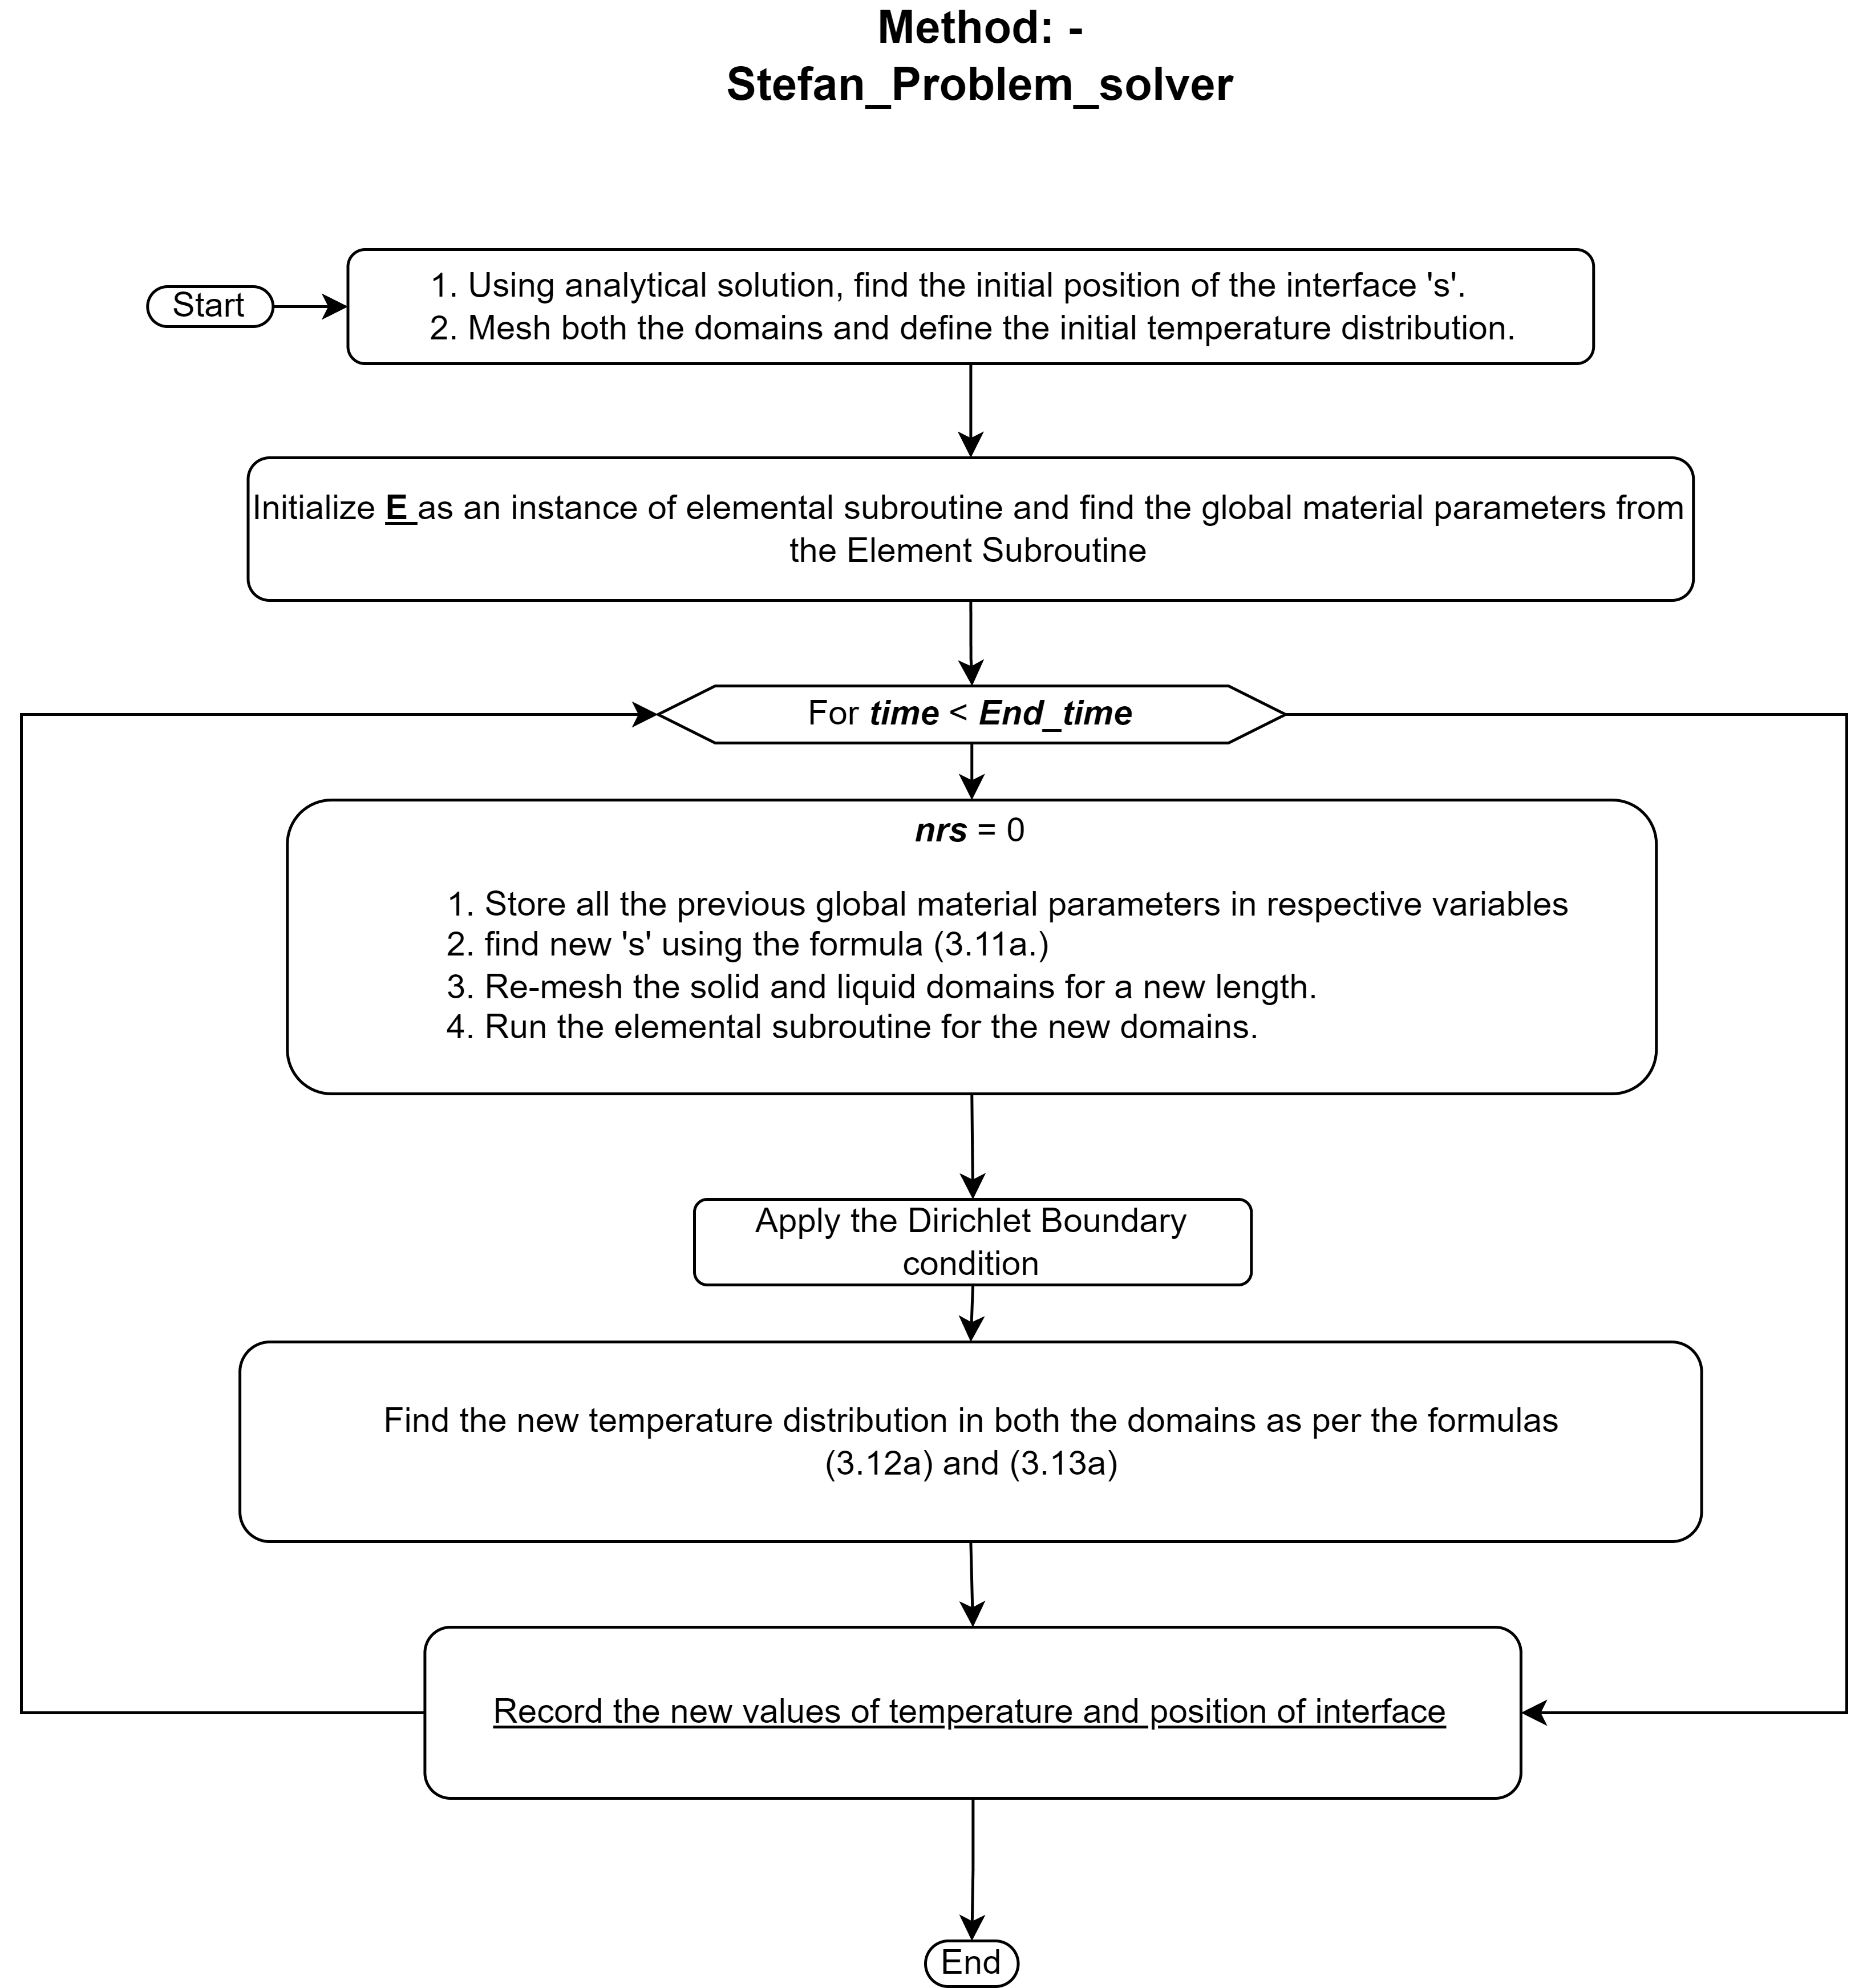 Method: -
Stefan_Problem_solver
Start
1. Using analytical solution, find the initial position of the interface 's'.
2. Mesh both the domains and define the initial temperature distribution.
Initialize E as an instance of elemental subroutine and find the global material parameters from
the Element Subroutine
For time < End_time
nrs = 0
1. Store all the previous global material parameters in respective variables
2. find new 's' using the formula (3.11a.)
3. Re-mesh the solid and liquid domains for a new length.
4. Run the elemental subroutine for the new domains.
Apply the Dirichlet Boundary
condition
Find the new temperature distribution in both the domains as per the formulas
(3.12a) and (3.13a)
Record the new values of temperature and position of interface
End